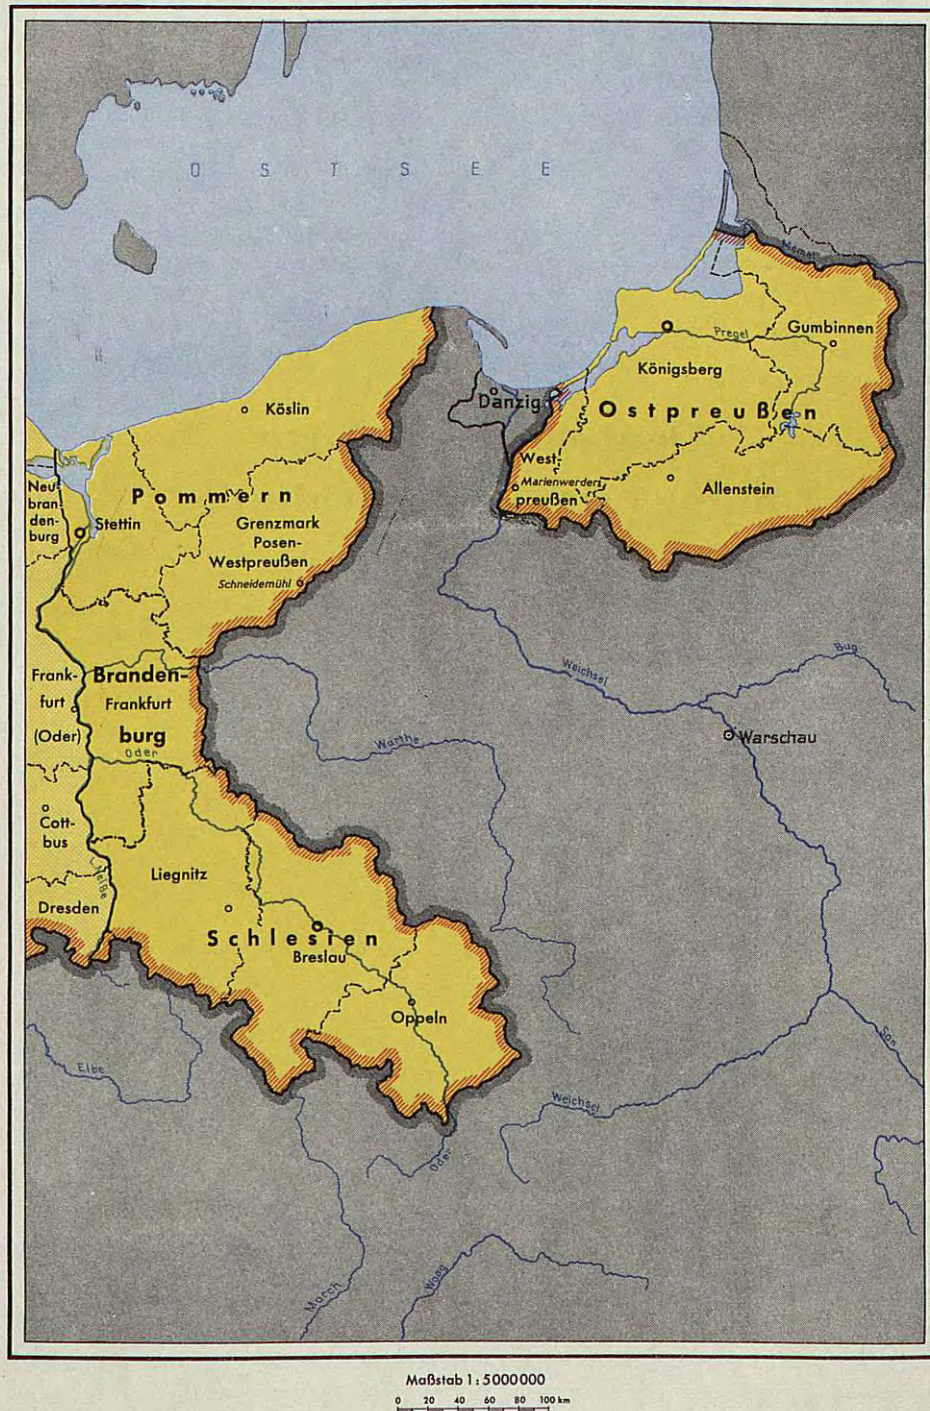 OSTSEE
Memel
Gumbinnen
Pregel
Königsberg
Danzig
Ostpreußen
Köslin
West-
Marienwerder
preußen
Allenstein
Pommern
Neu
bran
den-
burg
Stettin
Grenzmark
Posen-
Westpreußen
Schneidemühl
Frank-
furt
(Oder)
Branden-
Frankfurt
burg
Oder
Weichsel
Bug
Warthe
Warschau
Cott-
bus
Neiße
Liegnitz
Dresden
Schlesien
Breslau
Oppeln
Elbe
Weichsel
San
Oder
March
Waag
Maßstab 1:5000000
0 20 40 60 80 100 km